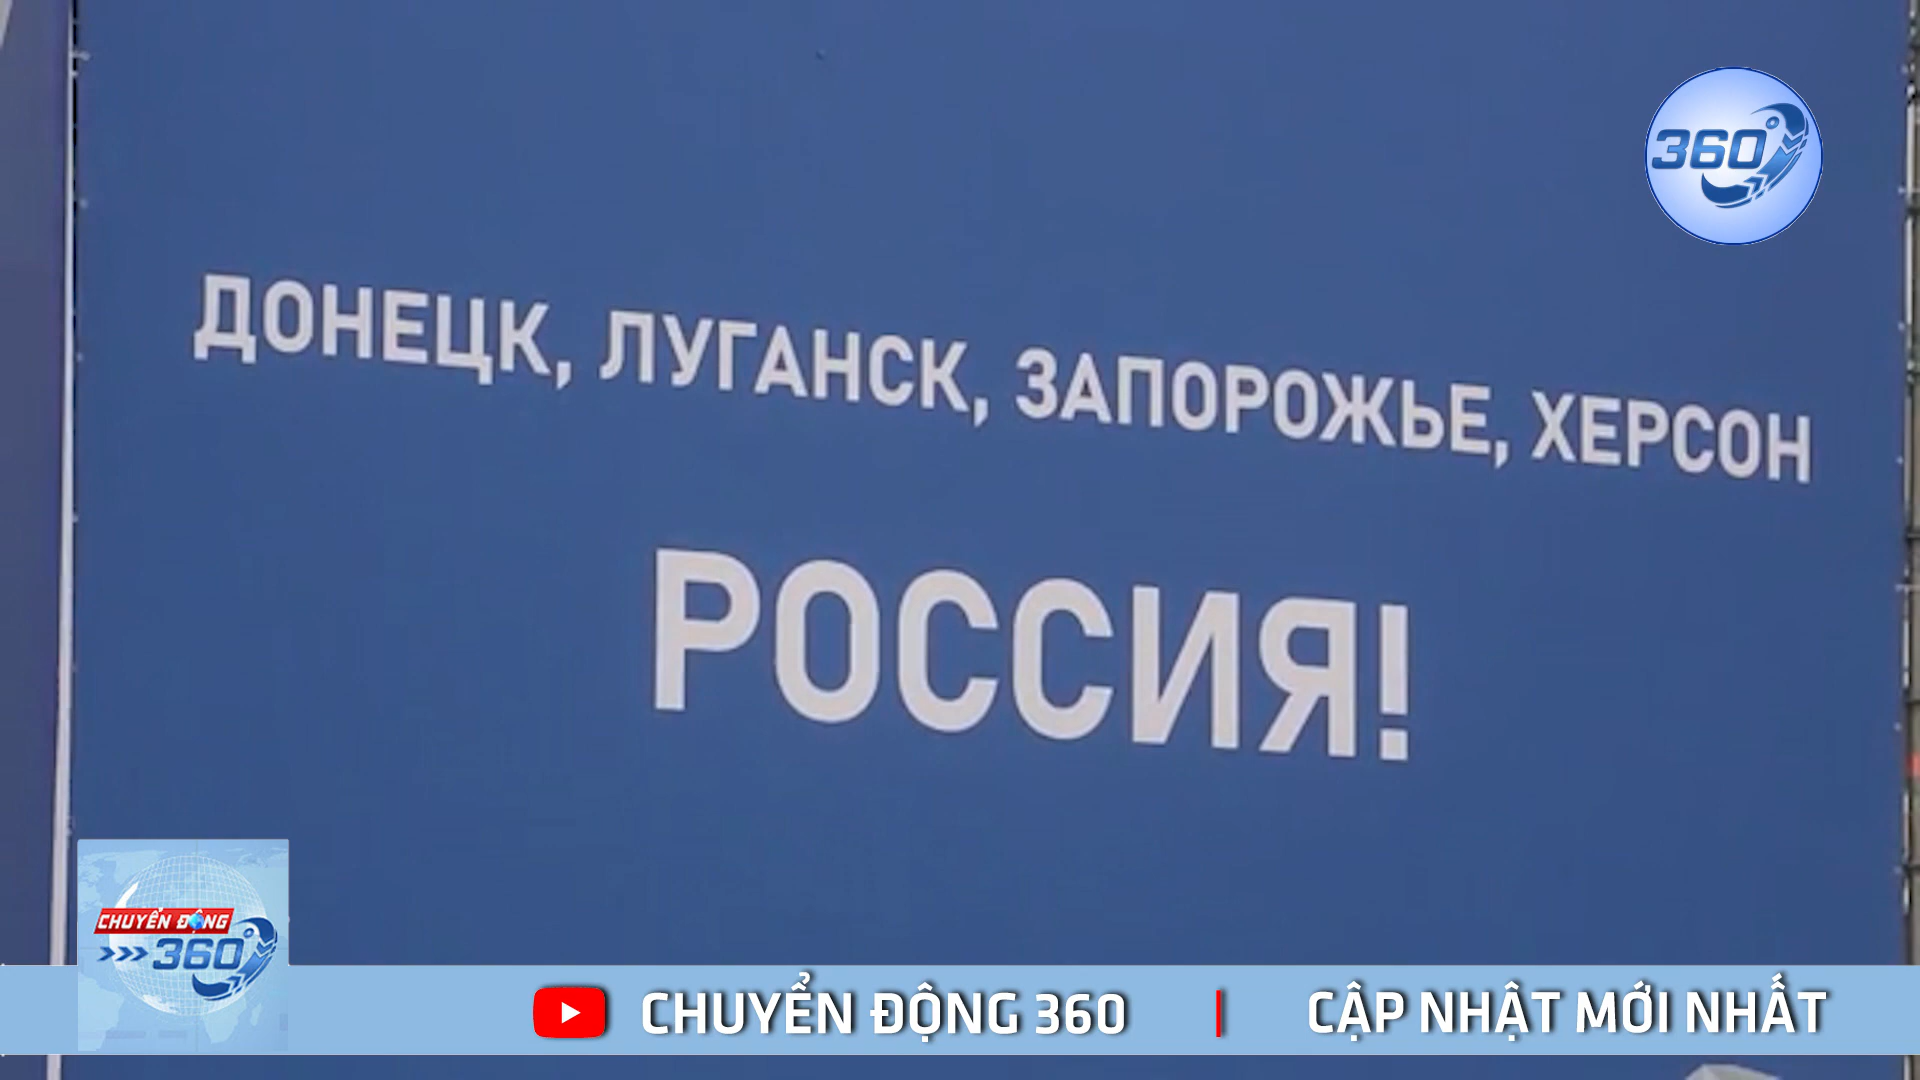 360°
ДОНЕЦК, ЛУГАНСК, ЗАПОРОЖЬЕ, ХЕРСОН
РОССИЯ!
CHUYỂN ĐỘNG
360°
CHUYỂN ĐỘNG 360 | CẬP NHẬT MỚI NHẤT